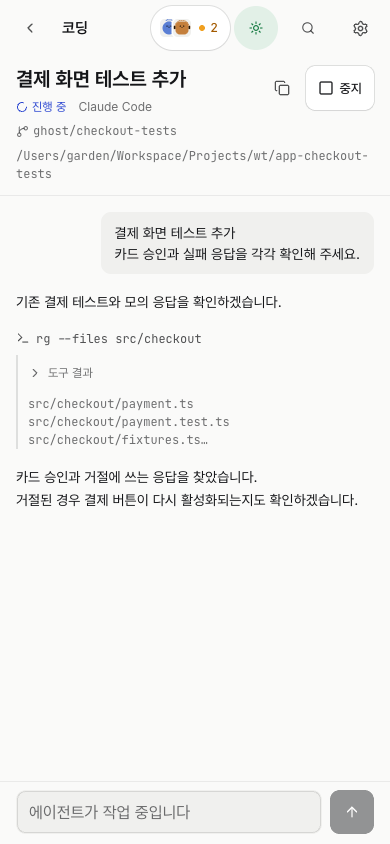 코딩
2
결제 화면 테스트 추가
중지
진행 중 Claude Code
ghost/checkout-tests
/Users/garden/Workspace/Projects/wt/app-checkout-
tests
결제 화면 테스트 추가
카드 승인과 실패 응답을 각각 확인해 주세요.
기존 결제 테스트와 모의 응답을 확인하겠습니다.
rg --files src/checkout
도구 결과
src/checkout/payment.ts
src/checkout/payment.test.ts
src/checkout/fixtures.ts…
카드 승인과 거절에 쓰는 응답을 찾았습니다.
거절된 경우 결제 버튼이 다시 활성화되는지도 확인하겠습니다.
에이전트가 작업 중입니다